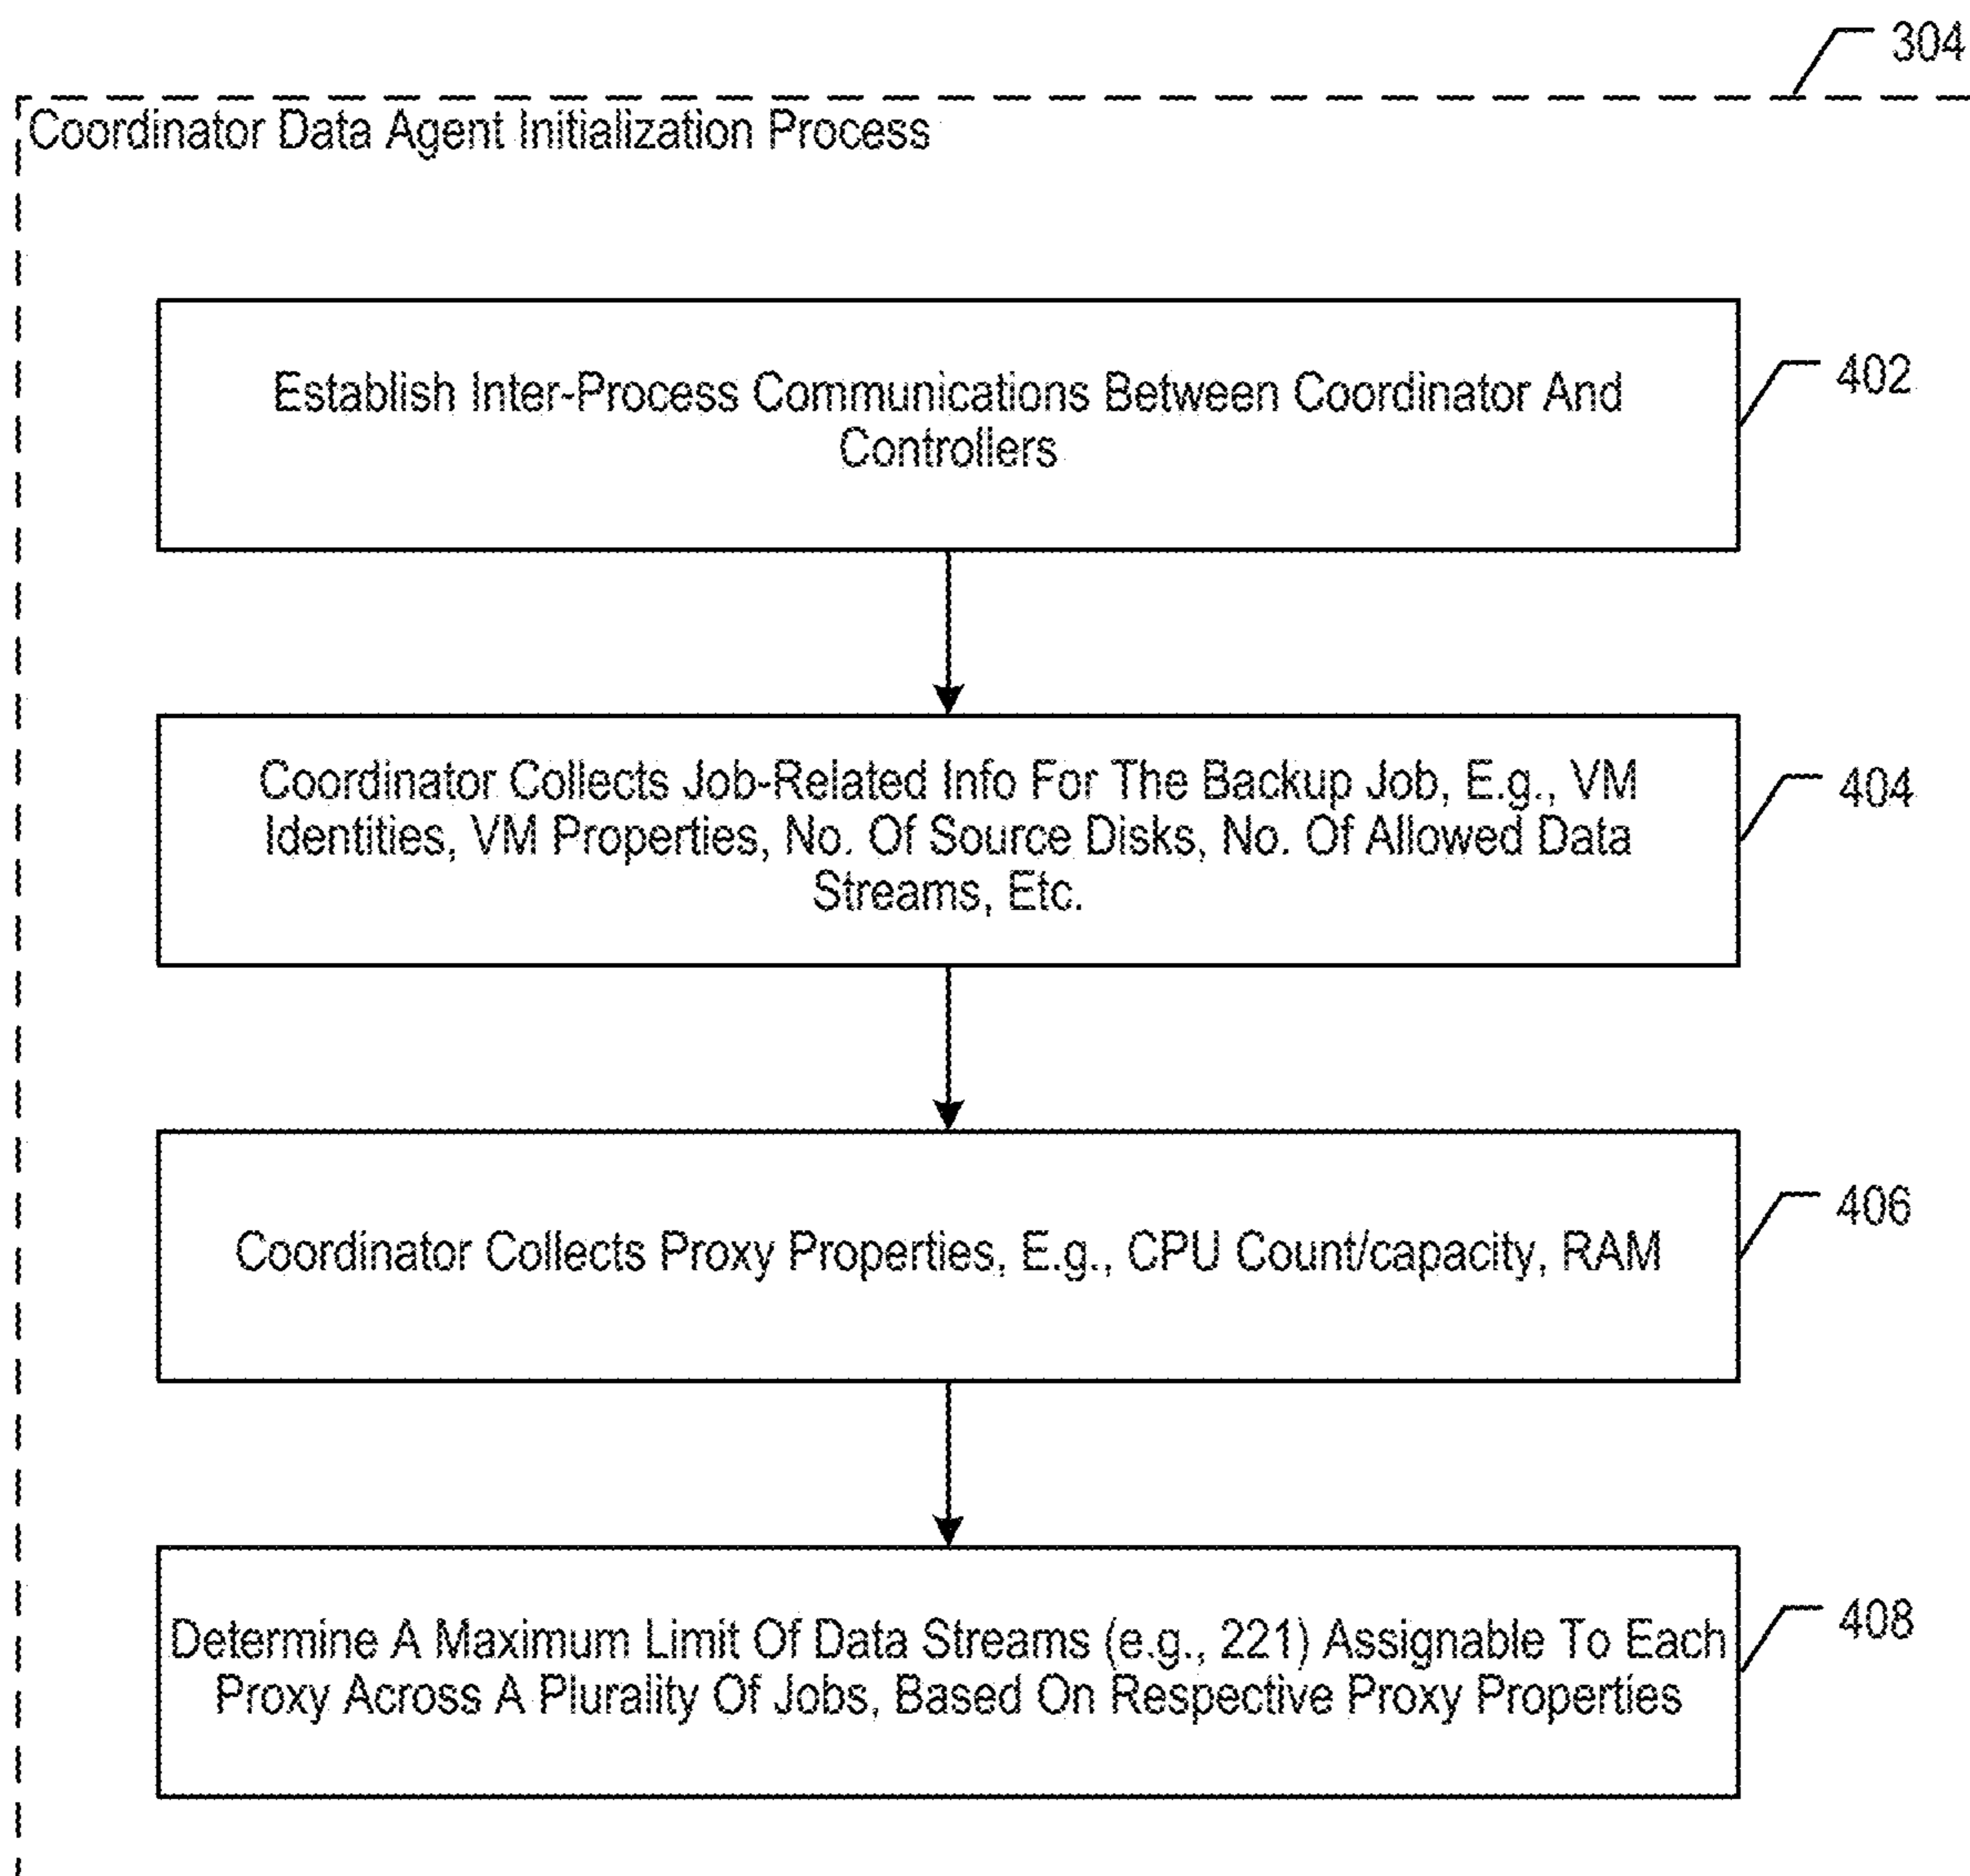 304
Coordinator Data Agent Initialization Process
Establish Inter-Process Communications Between Coordinator And
Controllers
402
Coordinator Collects Job-Related Info For The Backup Job, E.g., VM
Identities, VM Properties, No. Of Source Disks, No. Of Allowed Data
Streams, Etc.
404
Coordinator Collects Proxy Properties, E.g., CPU Count/capacity, RAM
406
Determine A Maximum Limit Of Data Streams (e.g., 221) Assignable To Each
Proxy Across A Plurality Of Jobs, Based On Respective Proxy Properties
408